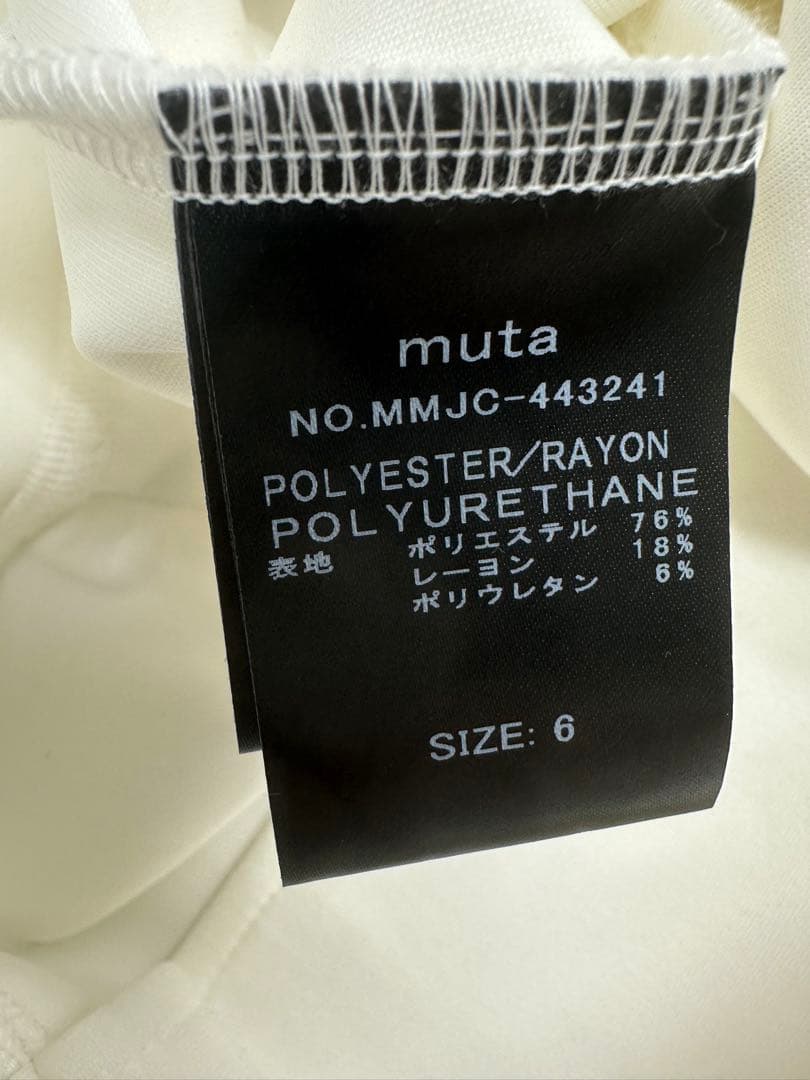 muta
NO.MMJC-443241
POLYESTER/RAYON
POLYURETHANE
表地 ポリエステル 76%
レーヨン 18%
ポリウレタン 6%
SIZE: 6